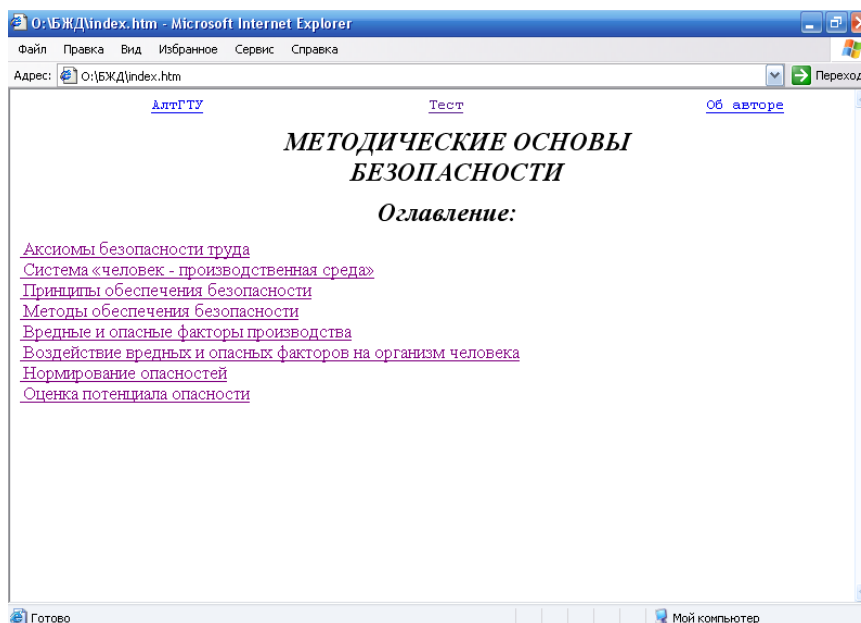 O:\БЖД\index.htm - Microsoft Internet Explorer
Файл Правка Вид Избранное Сервис Справка
Адрес: O:\БЖД\index.htm Переход
АлтГТУ Тест Об авторе
МЕТОДИЧЕСКИЕ ОСНОВЫ
БЕЗОПАСНОСТИ
Оглавление:
Аксиомы безопасности труда
Система «человек - производственная среда»
Принципы обеспечения безопасности
Методы обеспечения безопасности
Вредные и опасные факторы производства
Воздействие вредных и опасных факторов на организм человека
Нормирование опасностей
Оценка потенциала опасности
Готово Мой компьютер